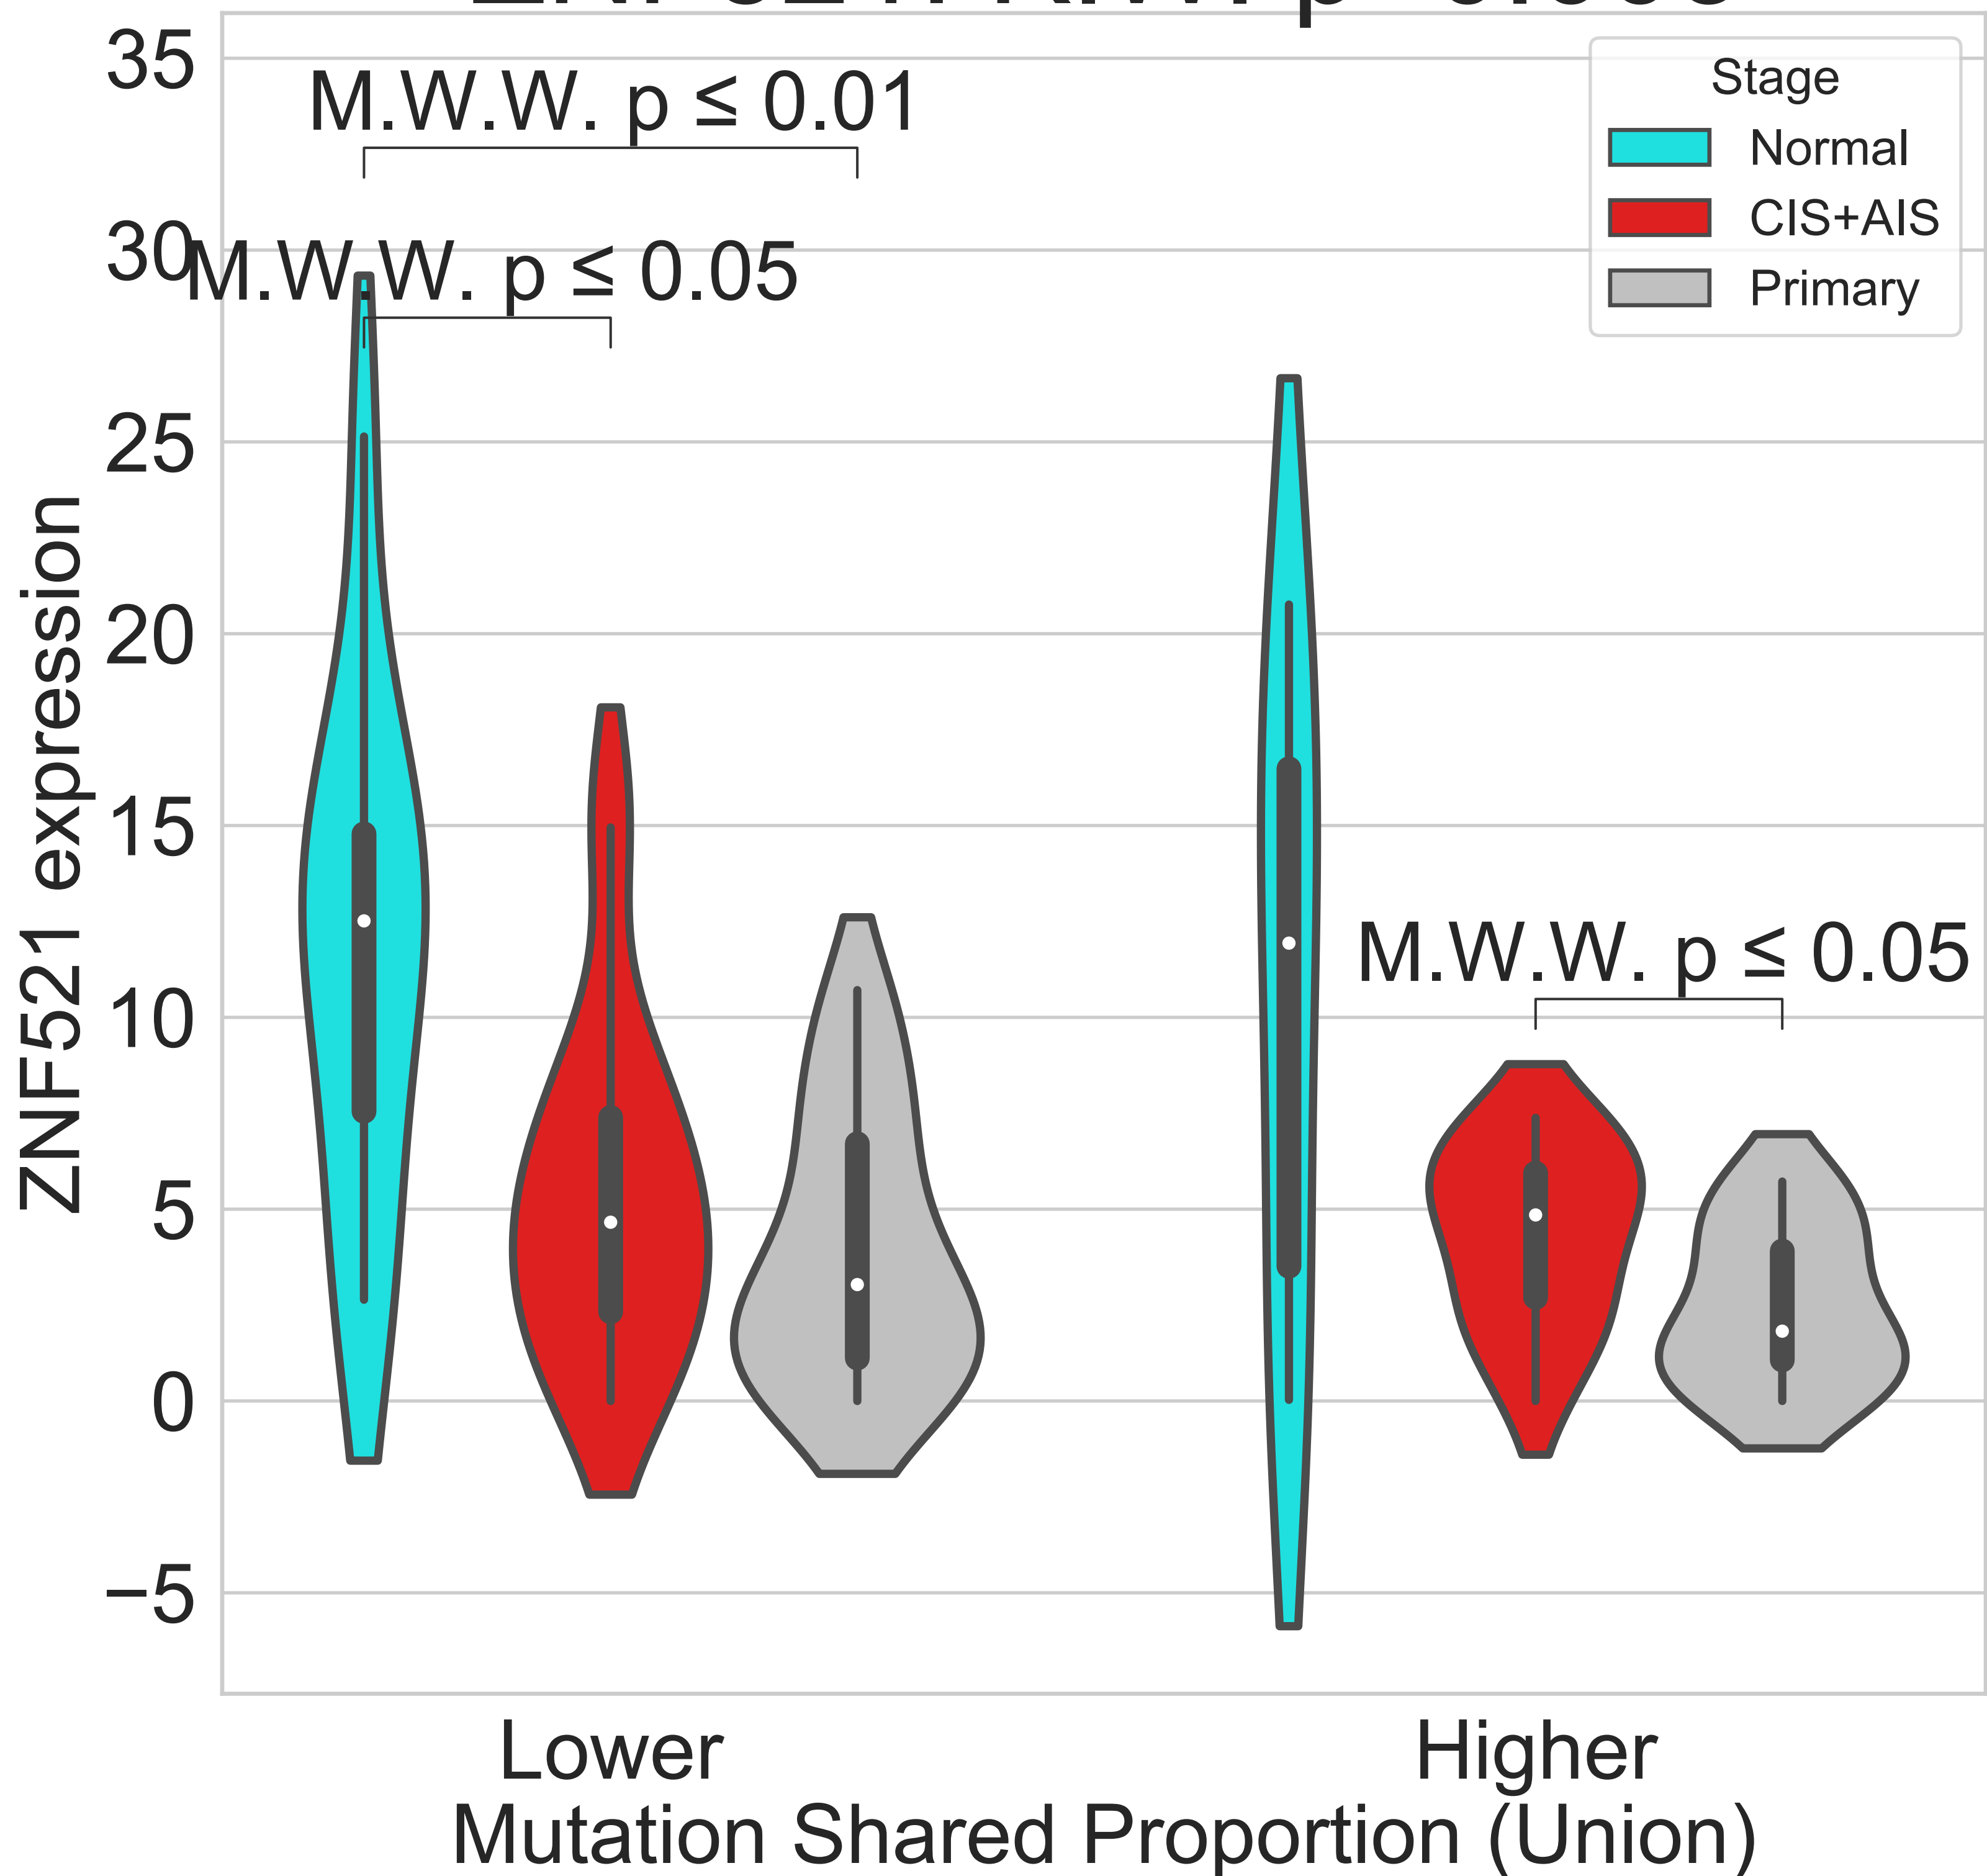 35
M.W.W. p ≤ 0.01
Stage
Normal
CIS+AIS
Primary
30
M.W.W. p ≤ 0.05
25
20
15
M.W.W. p ≤ 0.05
10
5
0
−5
ZNF521 expression
Lower
Higher
Mutation Shared Proportion (Union)